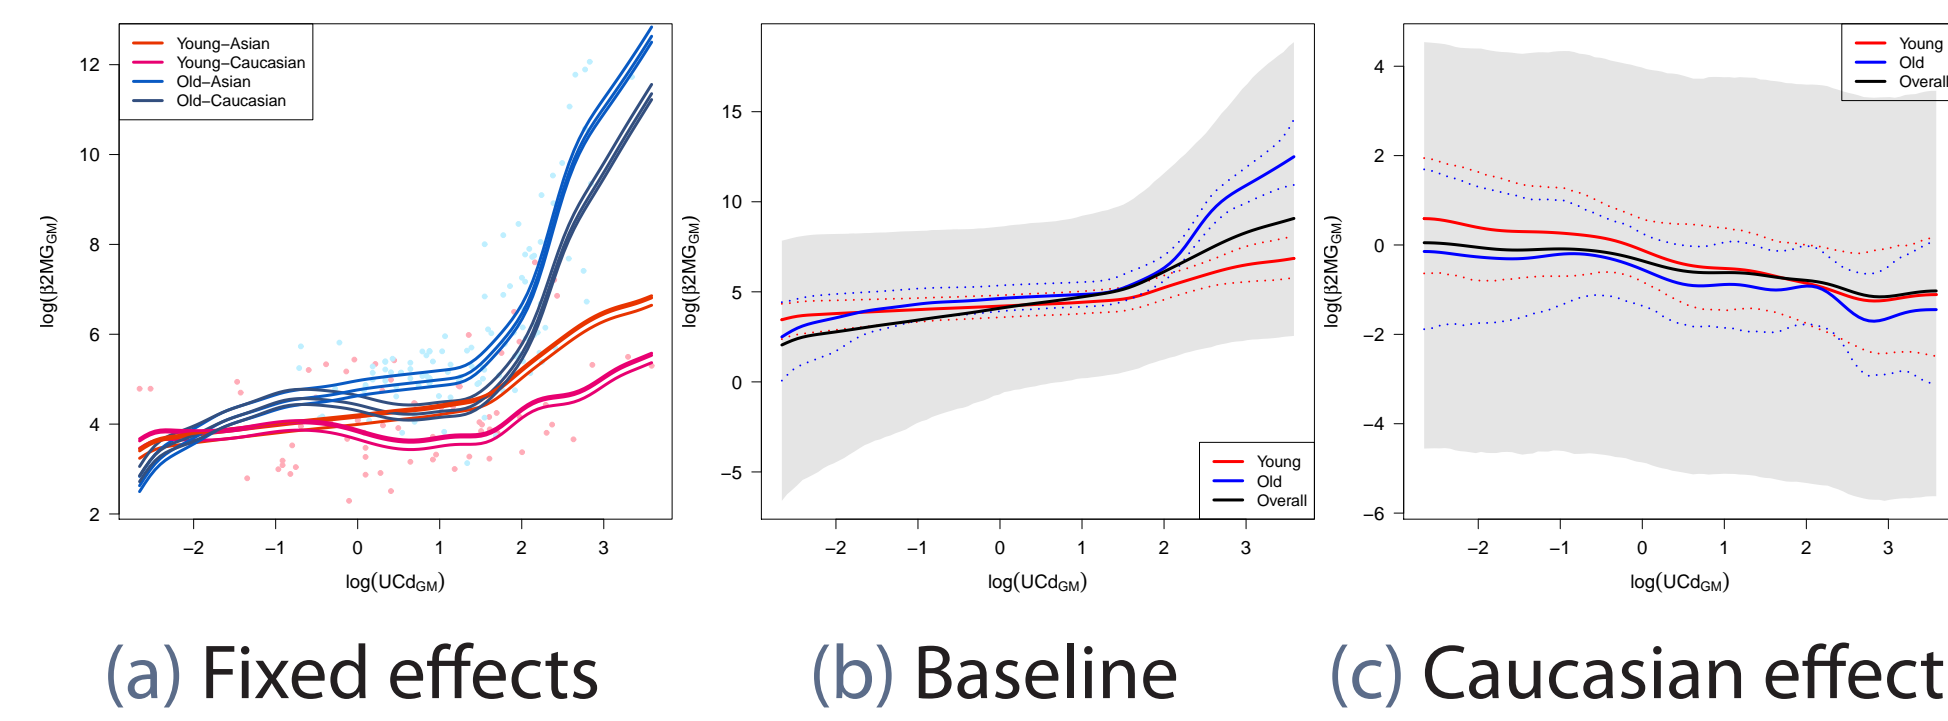 Young−Asian
Young−Caucasian
Old−Asian
Old−Caucasian
12
10
8
6
4
2
−2 −1 0 1 2 3
log(β2MG_GM)
log(UCd_GM)
(a) Fixed effects
15
10
5
0
−5
−2 −1 0 1 2 3
log(β2MG_GM)
log(UCd_GM)
Young
Old
Overall
(b) Baseline
Young
Old
Overall
4
2
0
−2
−4
−6
−2 −1 0 1 2 3
log(β2MG_GM)
log(UCd_GM)
(c) Caucasian effect